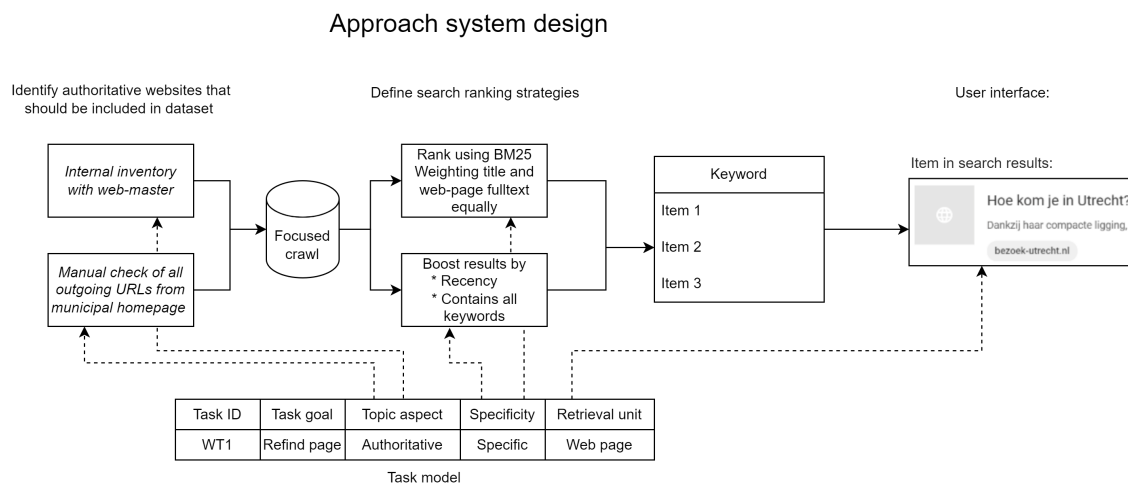 Approach system design
Identify authoritative websites that
should be included in dataset
Define search ranking strategies
User interface:
Internal inventory
with web-master
Manual check of all
outgoing URLs from
municipal homepage
Focused
crawl
Rank using BM25
Weighting title and
web-page fulltext
equally
Boost results by
* Recency
* Contains all
keywords
Keyword
Item 1
Item 2
Item 3
Item in search results:
Hoe kom je in Utrecht?
Dankzij haar compacte ligging,
bezoek-utrecht.nl
Task ID Task goal Topic aspect Specificity Retrieval unit
WT1 Refind page Authoritative Specific Web page
Task model